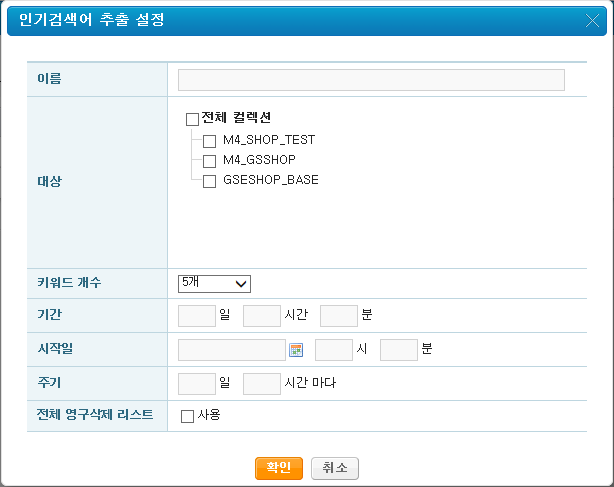 인기검색어 추출 설정
이름
대상
전체 컬렉션
M4_SHOP_TEST
M4_GSSHOP
GSESHOP_BASE
키워드 개수 5개
기간 일 시간 분
시작일 시 분
주기 일 시간 마다
전체 영구삭제 리스트 사용
확인 취소